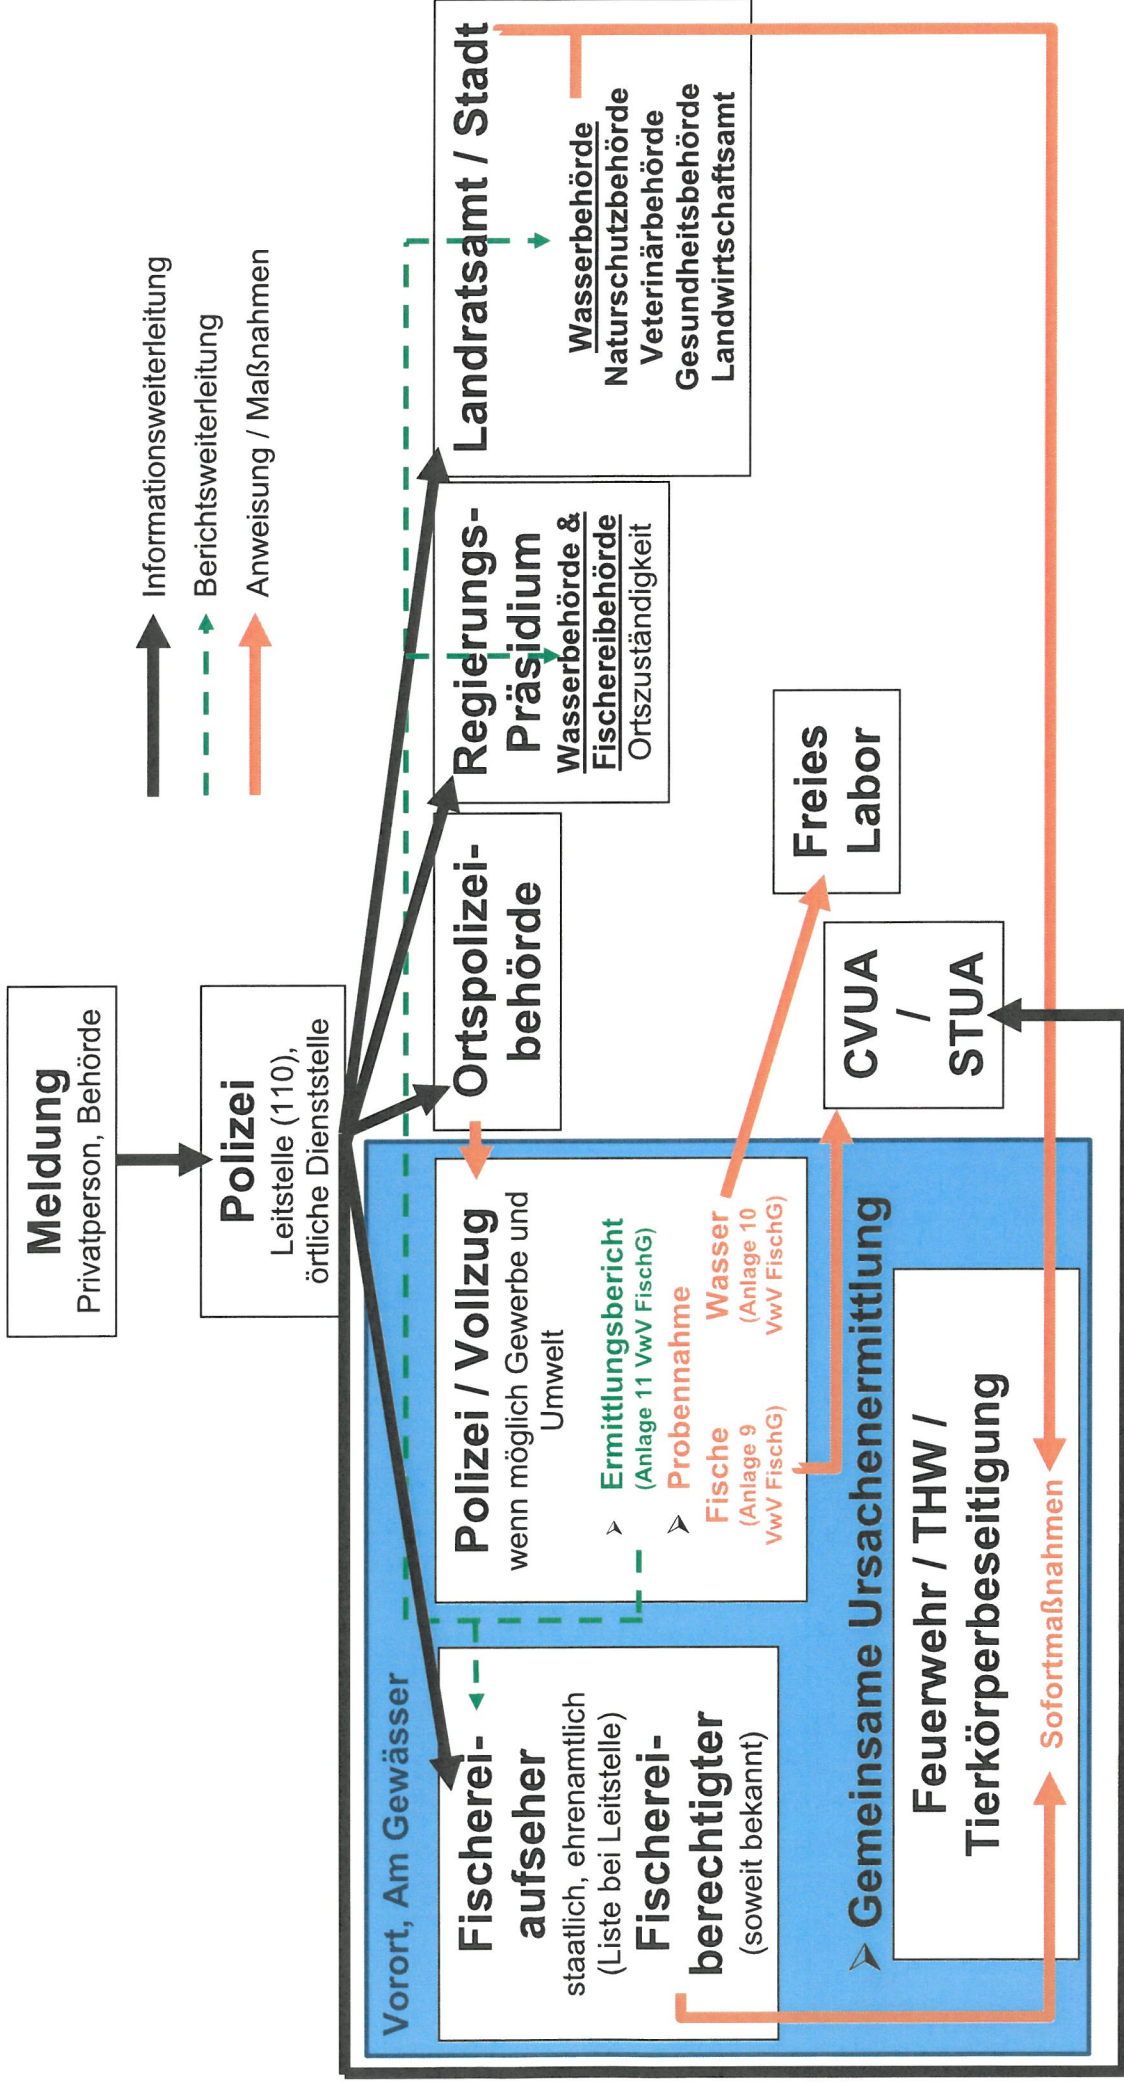 Meldung
Privatperson, Behörde
Polizei
Leitstelle (110),
örtliche Dienststelle
Informationsweiterleitung
Berichtsweiterleitung
Anweisung / Maßnahmen
Vorort, Am Gewässer
Fischerei-
aufseher
staatlich, ehrenamtlich
(Liste bei Leitstelle)
Fischerei-
berechtigter
(soweit bekannt)
Polizei / Vollzug
wenn möglich Gewerbe und
Umwelt
➢ Ermittlungsbericht
(Anlage 11 VwV FischG)
➢ Probennahme
Fische
(Anlage 9
VwV FischG)
Wasser
(Anlage 10
VwV FischG)
➢ Gemeinsame Ursachenermittlung
Feuerwehr / THW /
Tierkörperbeseitigung
Sofortmaßnahmen
Ortspolizei-
behörde
Regierungs-
Präsidium
Wasserbehörde &
Fischereibehörde
Ortszuständigkeit
Landratsamt / Stadt
Wasserbehörde
Naturschutzbehörde
Veterinärbehörde
Gesundheitsbehörde
Landwirtschaftsamt
Freies
Labor
CVUA
/
STUA